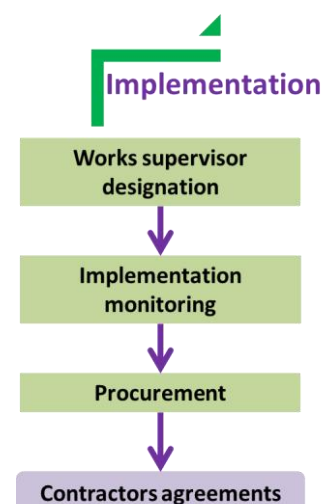 Implementation
Works supervisor
designation
Implementation
monitoring
Procurement
Contractors agreements